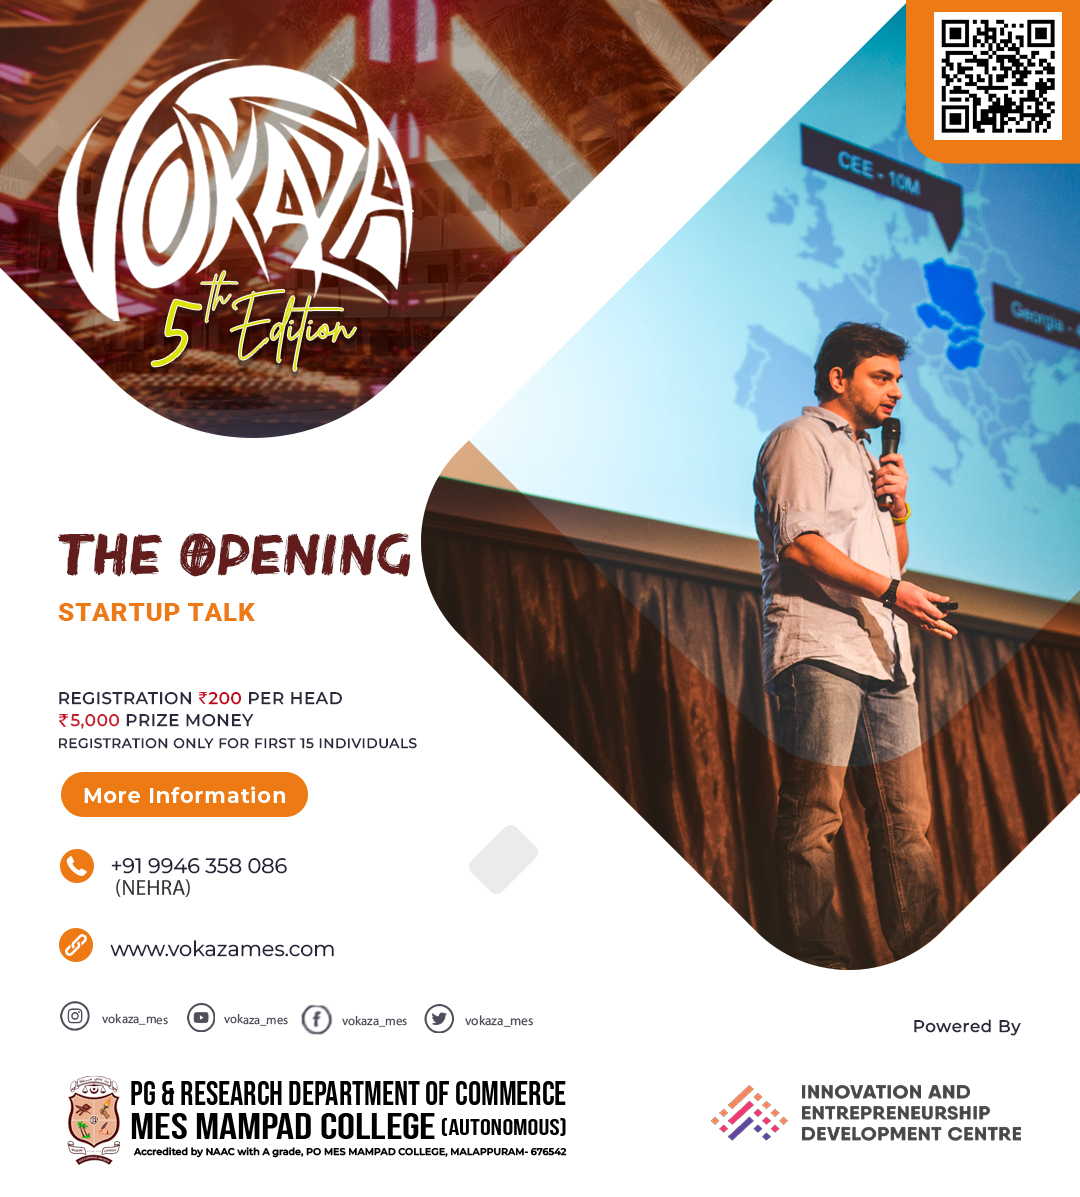 VOKAZA
5th Edition
CEE - 10M
Georgia - 4
THE OPENING
STARTUP TALK
REGISTRATION ₹200 PER HEAD
₹5,000 PRIZE MONEY
REGISTRATION ONLY FOR FIRST 15 INDIVIDUALS
More Information
+91 9946 358 086
(NEHRA)
www.vokazames.com
vokaza_mes vokaza_mes vokaza_mes vokaza_mes
Powered By
PG & RESEARCH DEPARTMENT OF COMMERCE
MES MAMPAD COLLEGE (AUTONOMOUS)
Accredited by NAAC with A grade, PO MES MAMPAD COLLEGE, MALAPPURAM- 676542
INNOVATION AND
ENTREPRENEURSHIP
DEVELOPMENT CENTRE